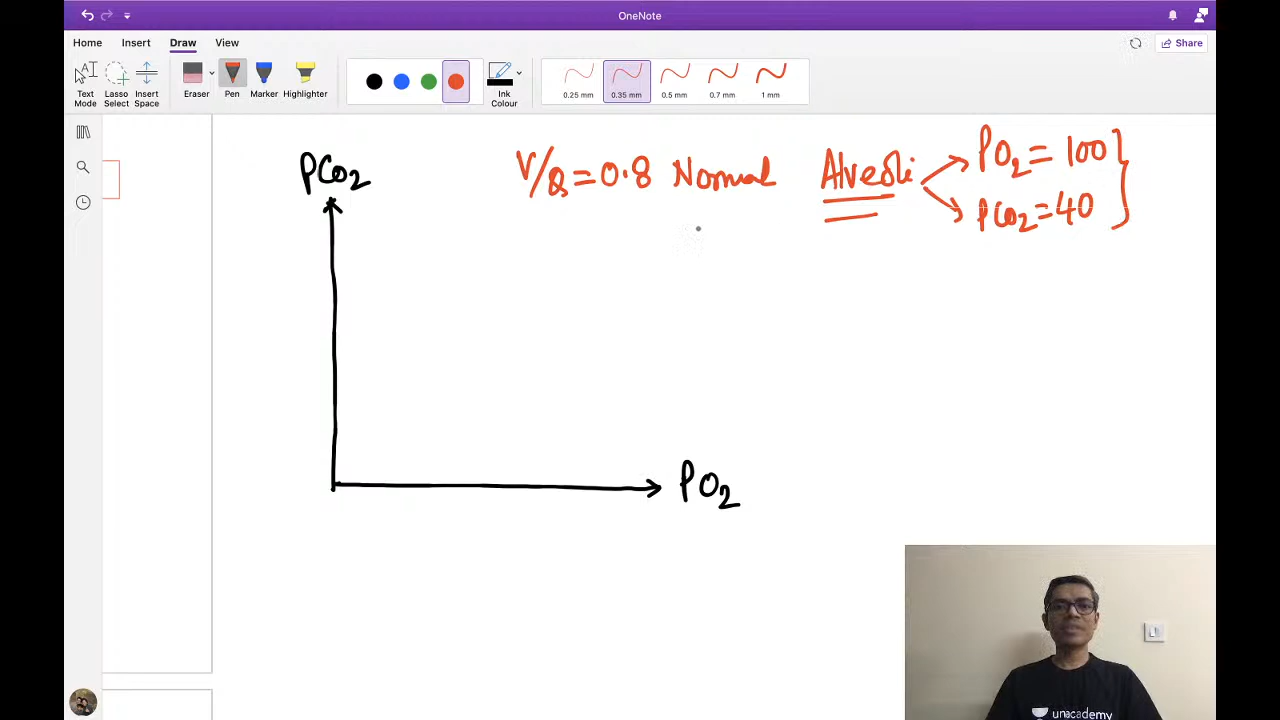 OneNote
Home Insert Draw View
Share
Text Mode
Lasso Select
Insert Space
Eraser
Pen
Marker
Highlighter
Ink Colour
0.25 mm
0.35 mm
0.5 mm
0.7 mm
1 mm
PCO2
V/Q = 0.8 Normal
Alveoli
PO2 = 100
PCO2 = 40
PO2
unacademy